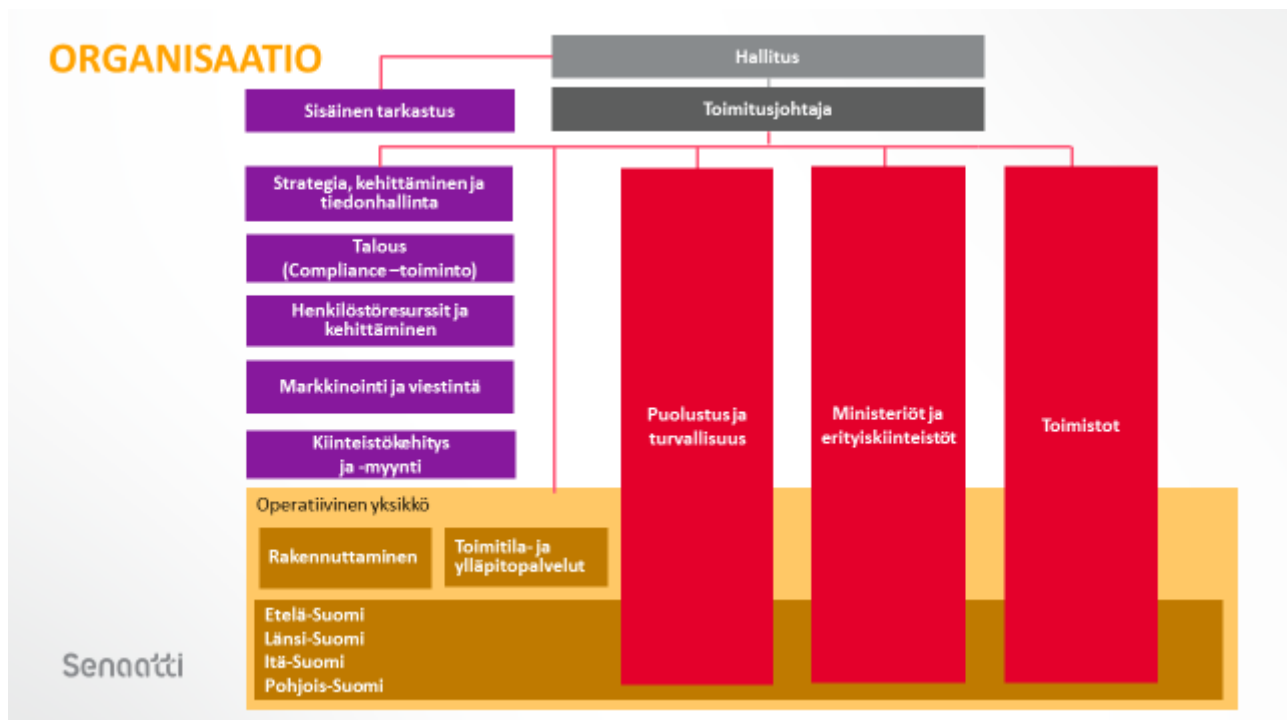 ORGANISAATIO
Hallitus
Sisäinen tarkastus
Toimitusjohtaja
Strategia, kehittäminen ja
tiedonhallinta
Talous
(Compliance –toiminto)
Henkilöstöresurssit ja
kehittäminen
Markkinointi ja viestintä
Kiinteistökehitys
ja -myynti
Puolustus ja
turvallisuus
Ministeriöt ja
erityiskiinteistöt
Toimistot
Operatiivinen yksikkö
Rakennuttaminen
Toimitila- ja
ylläpitopalvelut
Etelä-Suomi
Länsi-Suomi
Itä-Suomi
Pohjois-Suomi
Senaatti